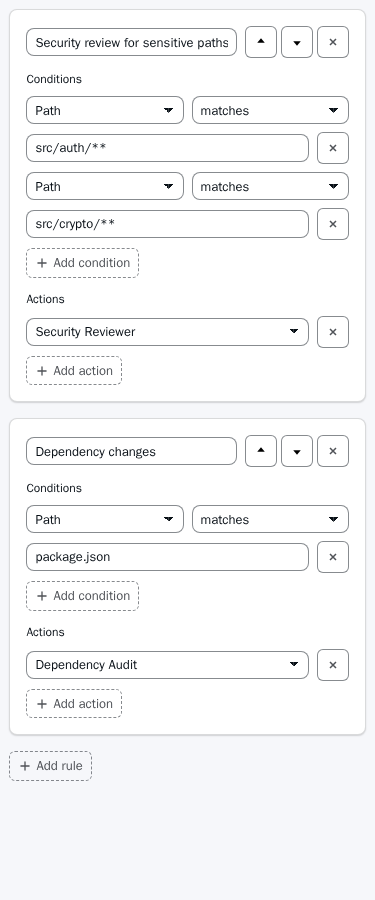 Security review for sensitive paths
Conditions
Path matches
src/auth/**
Path matches
src/crypto/**
+ Add condition
Actions
Security Reviewer
+ Add action
Dependency changes
Conditions
Path matches
package.json
+ Add condition
Actions
Dependency Audit
+ Add action
+ Add rule